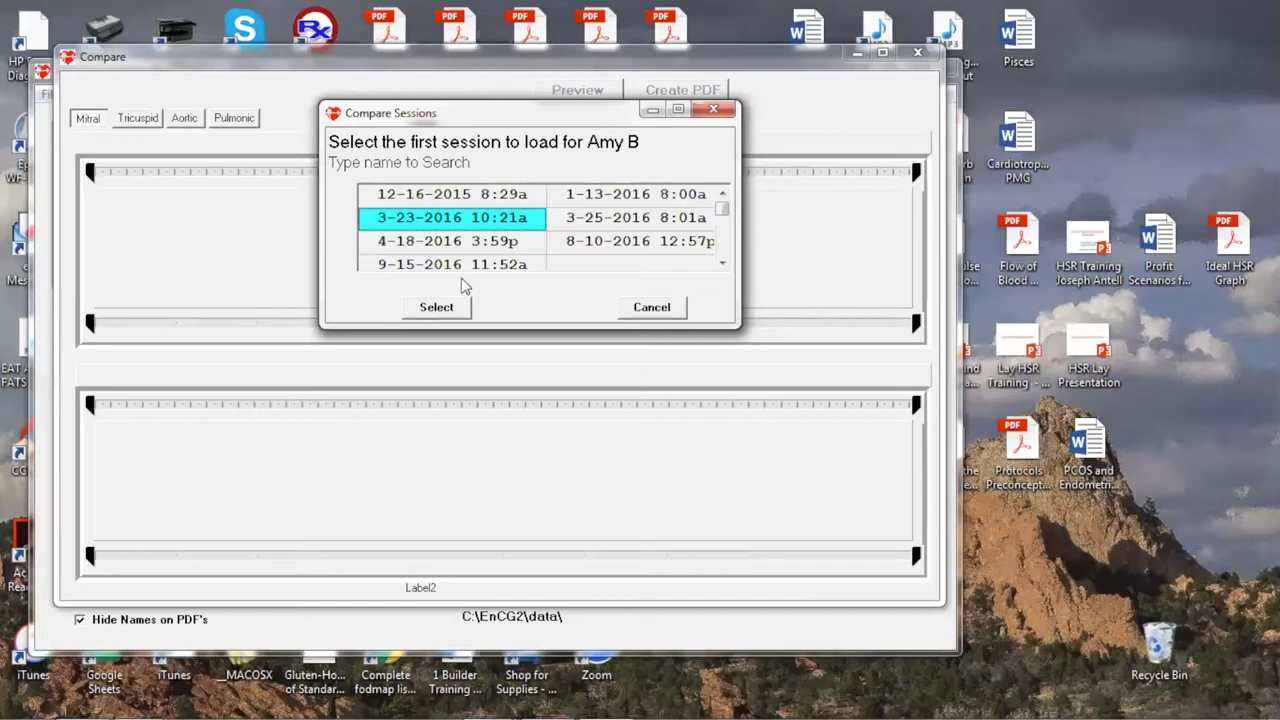 Pisces
Compare
Preview
Create PDF
Mitral
Tricuspid
Aortic
Pulmonic
Compare Sessions
Select the first session to load for Amy B
Type name to Search
12-16-2015 8:29a
1-13-2016 8:00a
3-23-2016 10:21a
3-25-2016 8:01a
4-18-2016 3:59p
8-10-2016 12:57p
9-15-2016 11:52a
Select
Cancel
Label2
Hide Names on PDF's
C:\EnCG2\data\
Cardiotrop...
PMG
Flow of
Blood ...
HSR Training
Joseph Antell
Profit
Scenarios f...
Ideal HSR
Graph
Lay HSR
Training - ...
HSR Lay
Presentation
Protocols
Preconcept...
PCOS and
Endometri...
iTunes
Google
Sheets
iTunes
__MACOSX
Gluten-Ho...
of Standar...
Complete
fodmap lis...
1 Builder
Training ...
Shop for
Supplies - ...
Zoom
Recycle Bin